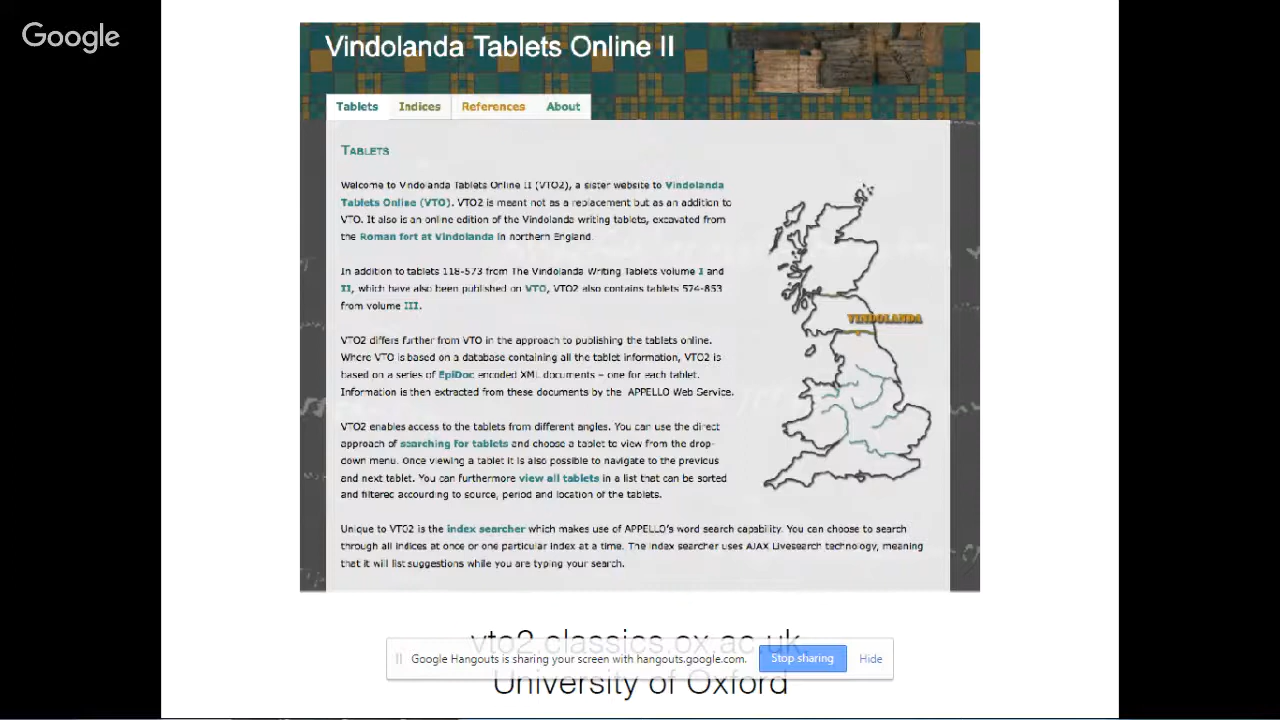 Google
Vindolanda Tablets Online II
Tablets Indices References About
TABLETS
Welcome to Vindolanda Tablets Online II (VTO2), a sister website to Vindolanda
Tablets Online (VTO). VTO2 is meant not as a replacement but as an addition to
VTO. It also is an online edition of the Vindolanda writing tablets, excavated from
the Roman fort at Vindolanda in northern England.
In addition to tablets 118-573 from The Vindolanda Writing Tablets volume I and
II, which have also been published on VTO, VTO2 also contains tablets 574-853
from volume III.
VTO2 differs further from VTO in the approach to publishing the tablets online.
Where VTO is based on a database containing all the tablet information, VTO2 is
based on a series of EpiDoc encoded XML documents – one for each tablet.
Information is then extracted from these documents by the APPELLO Web Service.
VTO2 enables access to the tablets from different angles. You can use the direct
approach of searching for tablets and choose a tablet to view from the drop-
down menu. Once viewing a tablet it is also possible to navigate to the previous
and next tablet. You can furthermore view all tablets in a list that can be sorted
and filtered accourding to source, period and location of the tablets.
Unique to VTO2 is the index searcher which makes use of APPELLO's word search capability. You can choose to search
through all indices at once or one particular index at a time. The index searcher uses AJAX Livesearch technology, meaning
that it will list suggestions while you are typing your search.
VINDOLANDA
vto2.classics.ox.ac.uk,
Google Hangouts is sharing your screen with hangouts.google.com. Stop sharing Hide
University of Oxford